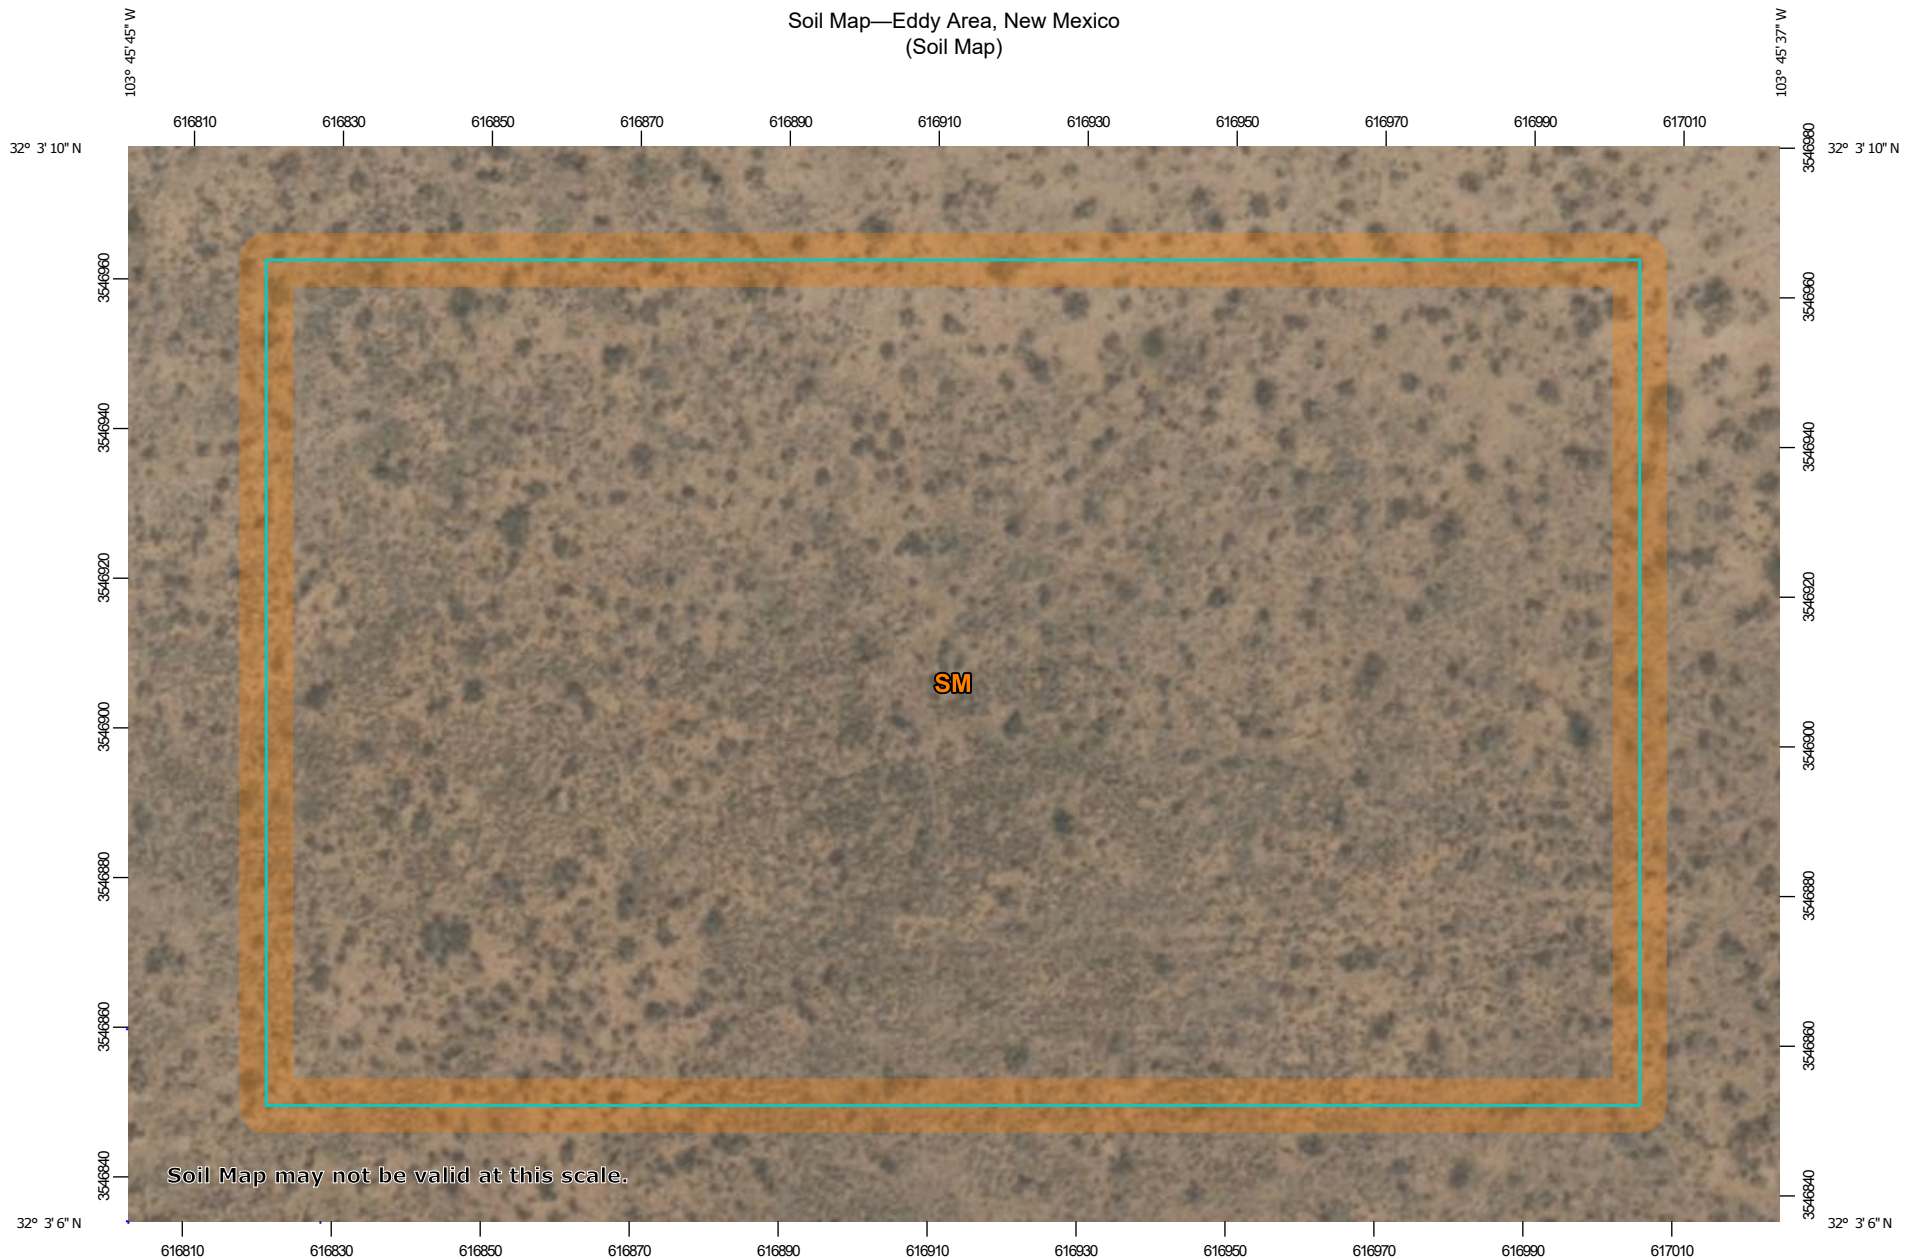 Soil Map—Eddy Area, New Mexico
(Soil Map)
103° 45' 45'' W
103° 45' 37'' W
616810 616830 616850 616870 616890 616910 616930 616950 616970 616990 617010
32° 3' 10'' N
32° 3' 10'' N
3546980
3546960
3546960
3546940
3546940
3546920
3546920
SM
3546900
3546900
3546880
3546880
3546860
3546860
3546840
3546840
Soil Map may not be valid at this scale.
32° 3' 6'' N
32° 3' 6'' N
616810 616830 616850 616870 616890 616910 616930 616950 616970 616990 617010